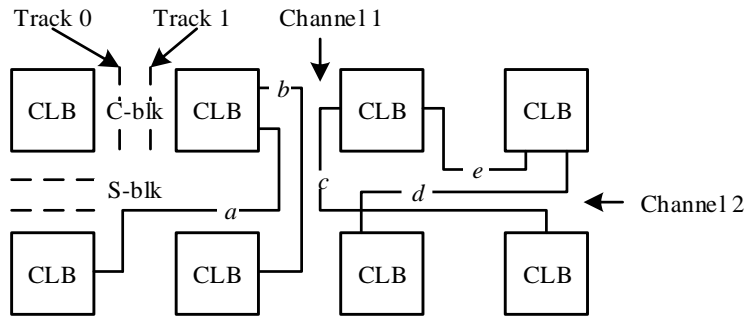 Track 0 Track 1 Channel 1
b
CLB C-blk CLB CLB CLB
c e
S-blk a d Channel 2
CLB CLB CLB CLB